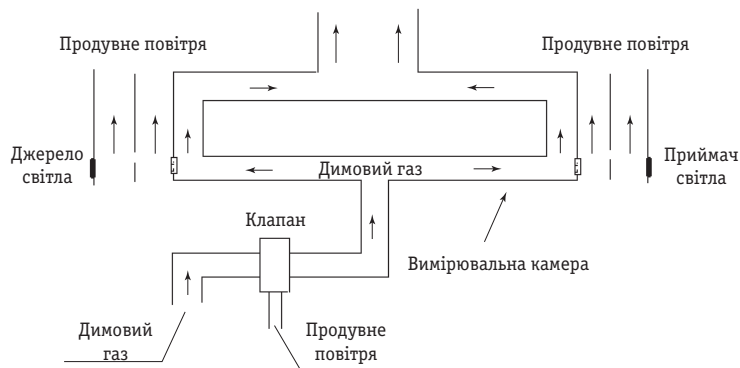 Продувне повітря
Продувне повітря
Джерело
світла
Димовий газ
Приймач
світла
Клапан
Вимірювальна камера
Димовий
газ
Продувне
повітря